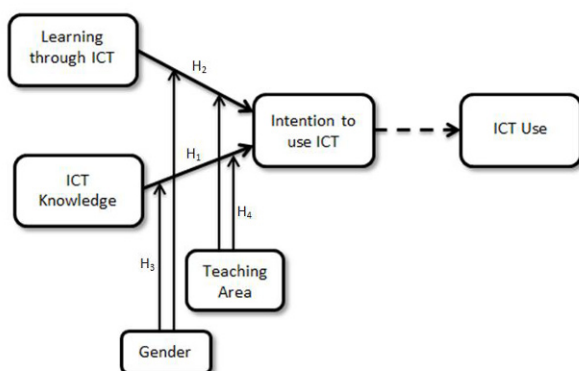 Learning
through ICT
H₂
Intention to
use ICT
ICT Use
H₁
ICT
Knowledge
H₄
H₃
Teaching
Area
Gender